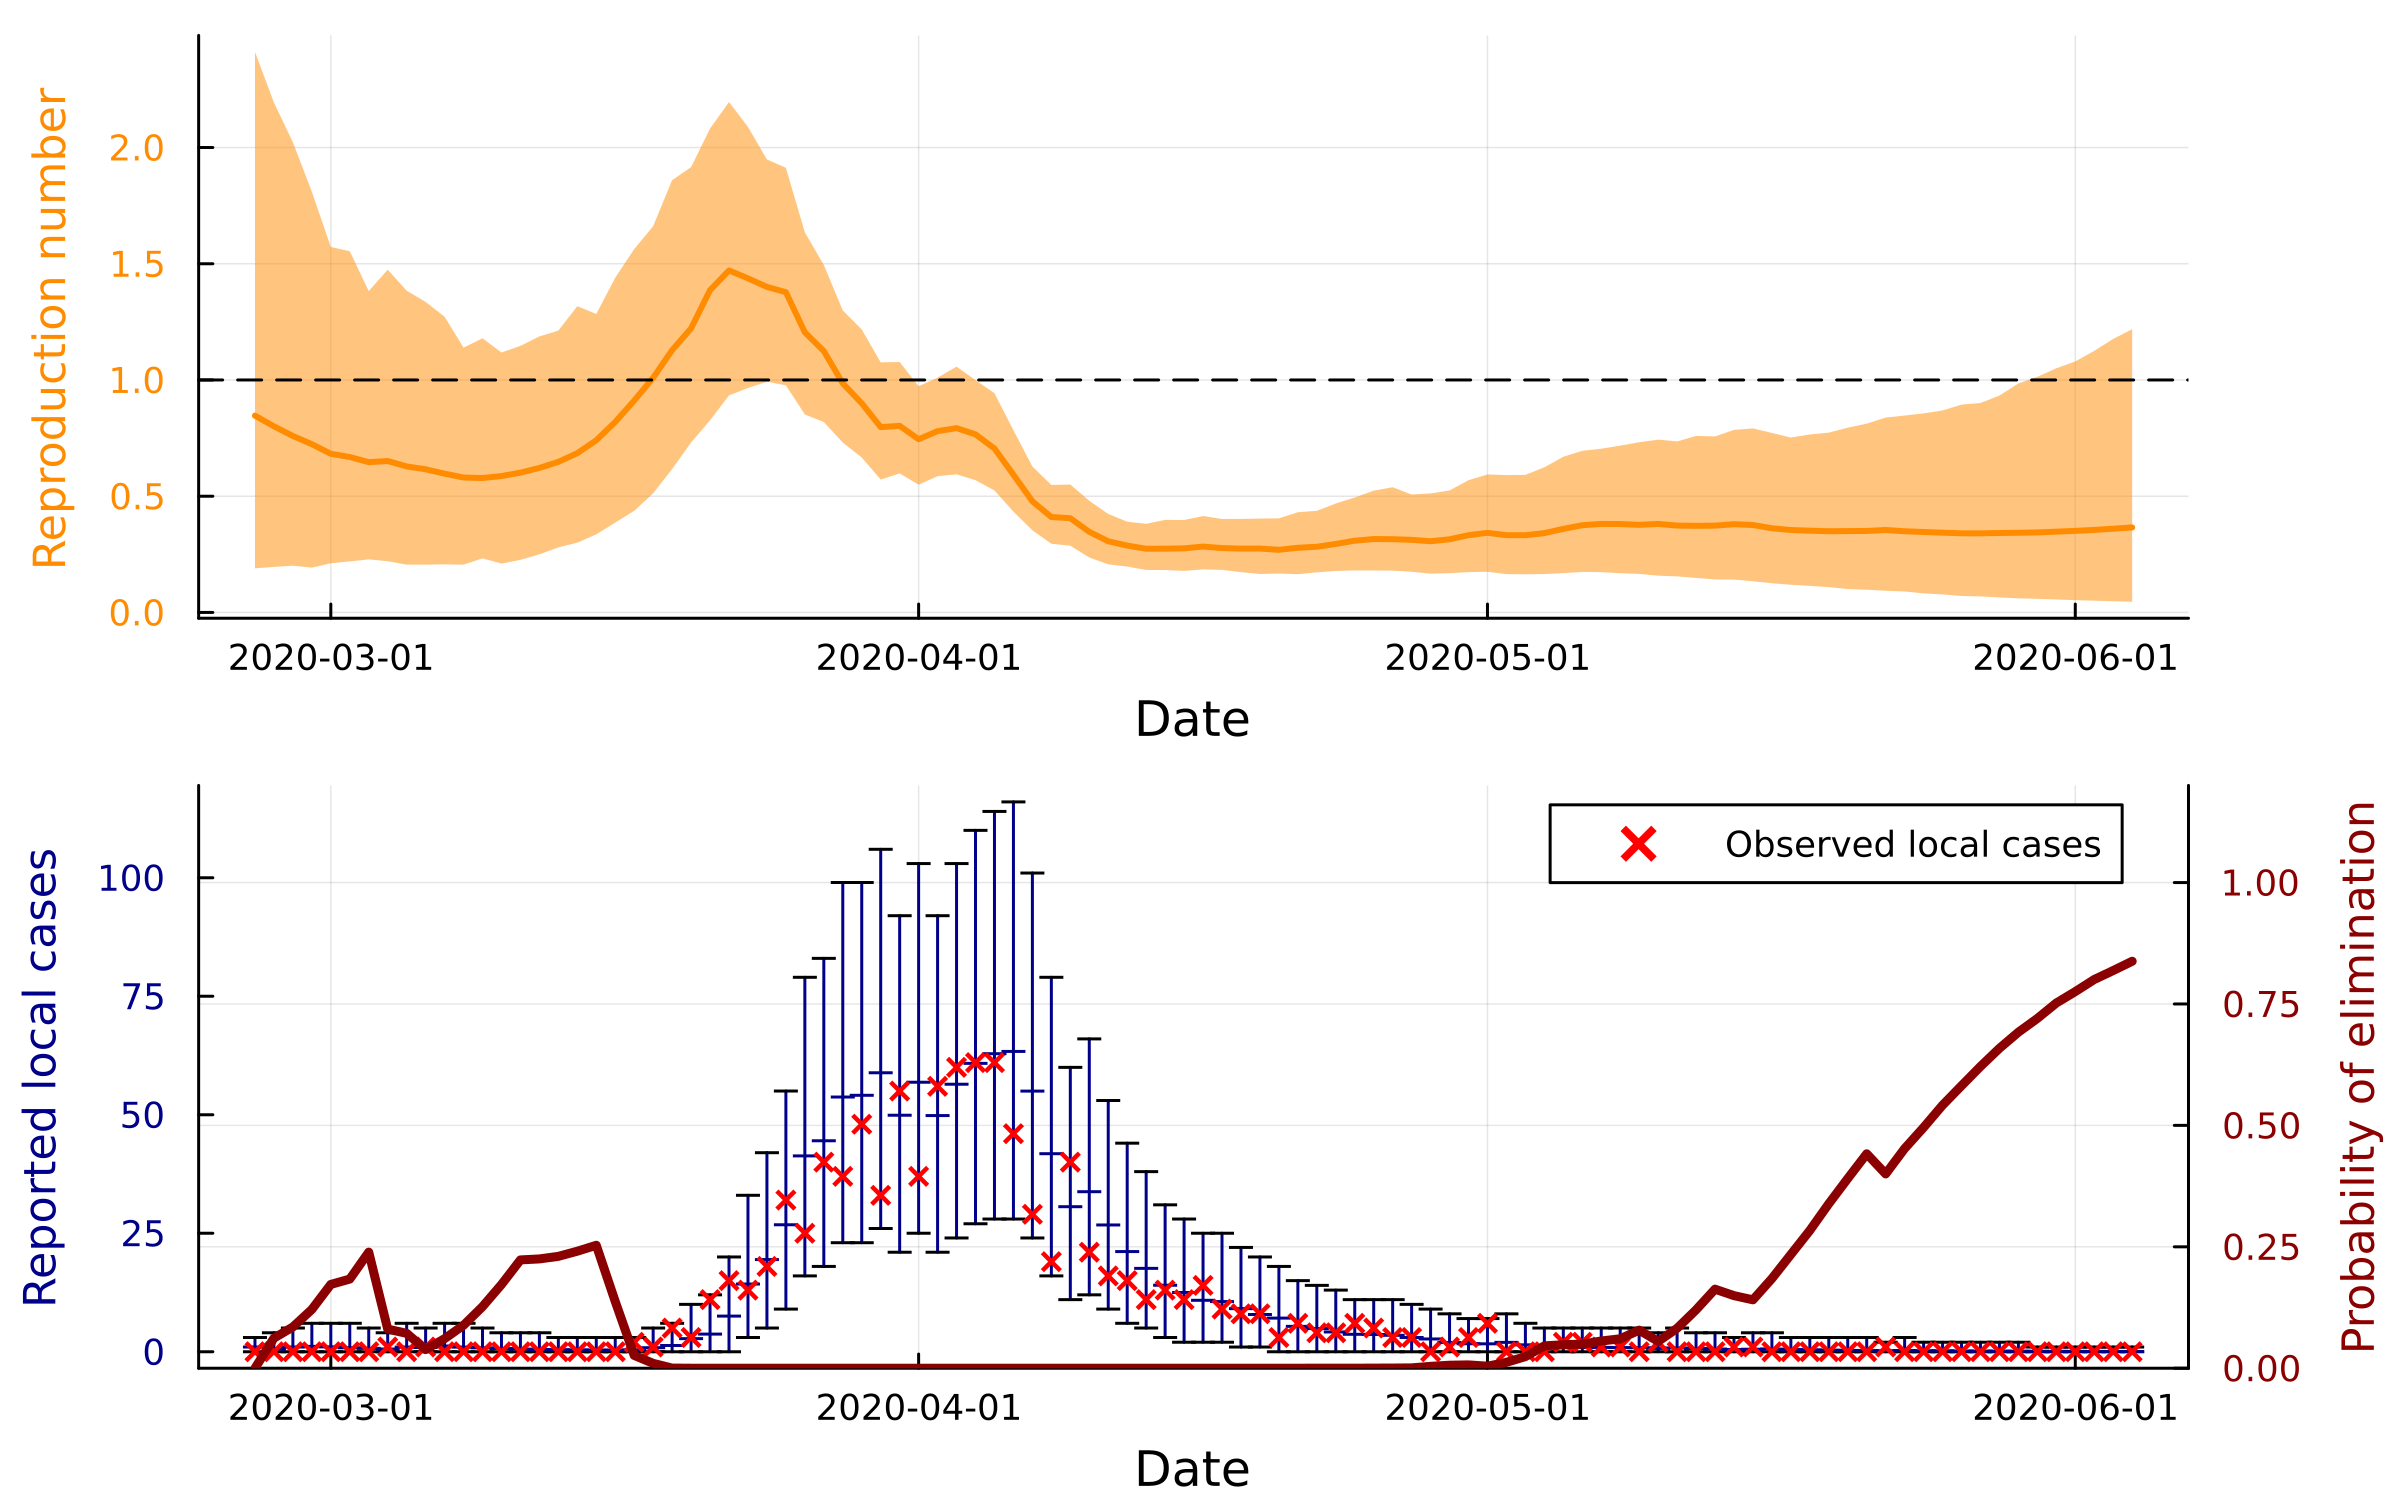 Reproduction number
2.0
1.5
1.0
0.5
0.0
2020-03-01 2020-04-01 2020-05-01 2020-06-01
Date
Reported local cases
100
75
50
25
0
Observed local cases
1.00
0.75
0.50
0.25
0.00
Probability of elimination
2020-03-01 2020-04-01 2020-05-01 2020-06-01
Date